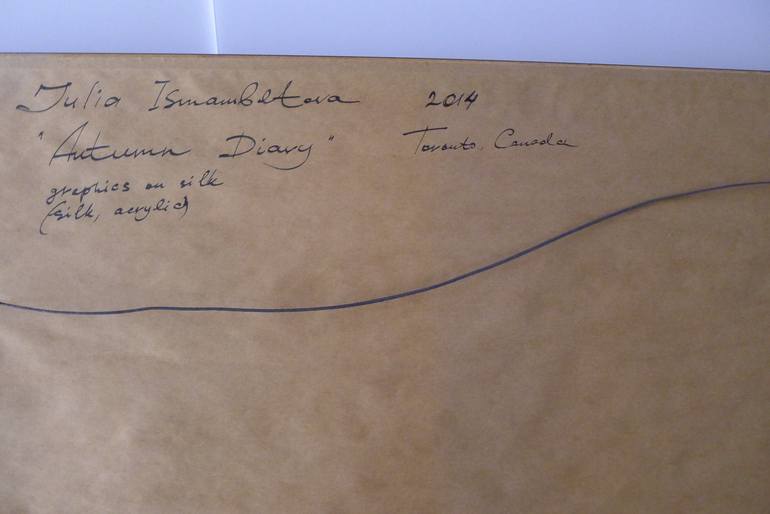 Julia Ismambetova 2014
"Autumn Diary" Toronto. Canada
graphics on silk
(silk, acrylic)